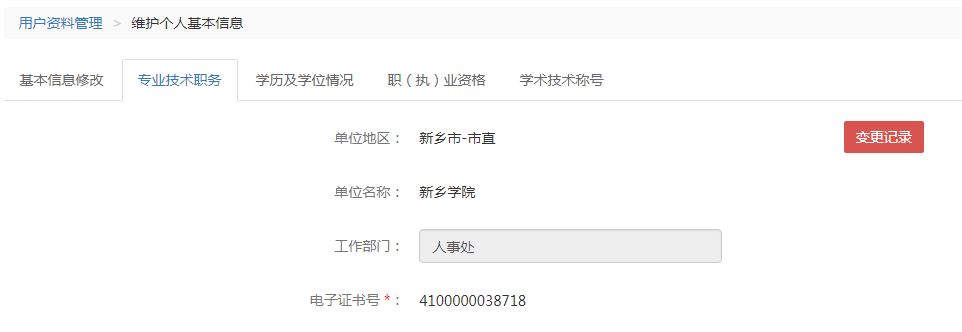 用户资料管理 > 维护个人基本信息
基本信息修改 专业技术职务 学历及学位情况 职（执）业资格 学术技术称号
单位地区： 新乡市-市直 变更记录
单位名称： 新乡学院
工作部门： 人事处
电子证书号 *： 4100000038718